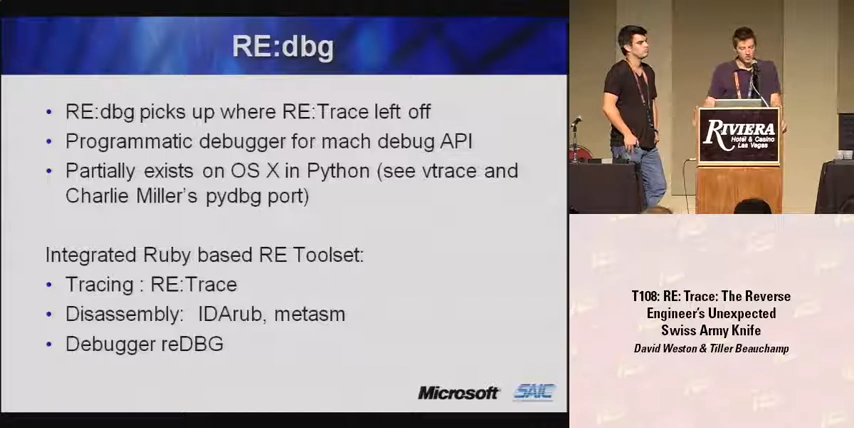 RE:dbg
• RE:dbg picks up where RE:Trace left off
• Programmatic debugger for mach debug API
• Partially exists on OS X in Python (see vtrace and
Charlie Miller's pydbg port)
Integrated Ruby based RE Toolset:
• Tracing : RE:Trace
• Disassembly: IDArub, metasm
• Debugger reDBG
Microsoft SAIC
RIVIERA
Hotel & Casino
Las Vegas
T108: RE: Trace: The Reverse
Engineer's Unexpected
Swiss Army Knife
David Weston & Tiller Beauchamp